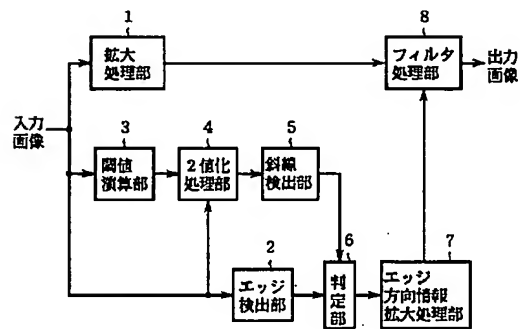 1
拡大
処理部
8
フィルタ
処理部
出力
画像
入力
画像
3
閾値
演算部
4
2値化
処理部
5
斜線
検出部
2
エッジ
検出部
6
判定部
7
エッジ
方向情報
拡大処理部